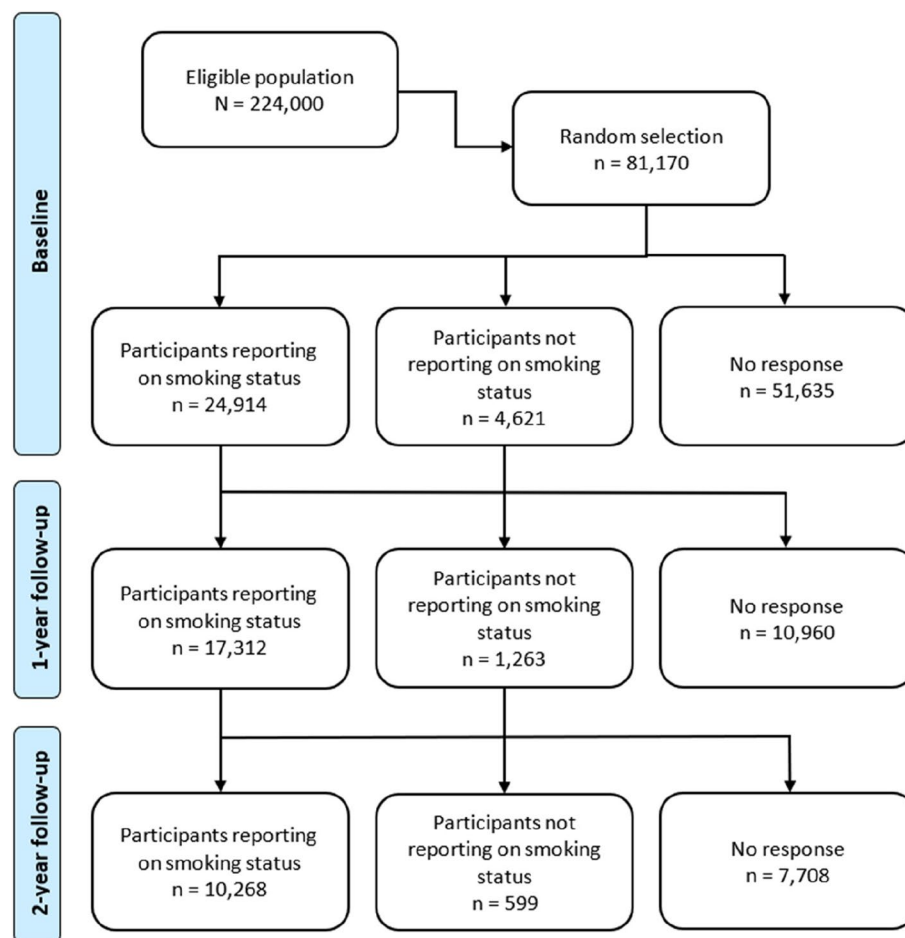 Baseline
Eligible population
N = 224,000
Random selection
n = 81,170
Participants reporting
on smoking status
n = 24,914
Participants not
reporting on smoking
status
n = 4,621
No response
n = 51,635
1-year follow-up
Participants reporting
on smoking status
n = 17,312
Participants not
reporting on smoking
status
n = 1,263
No response
n = 10,960
2-year follow-up
Participants reporting
on smoking status
n = 10,268
Participants not
reporting on smoking
status
n = 599
No response
n = 7,708